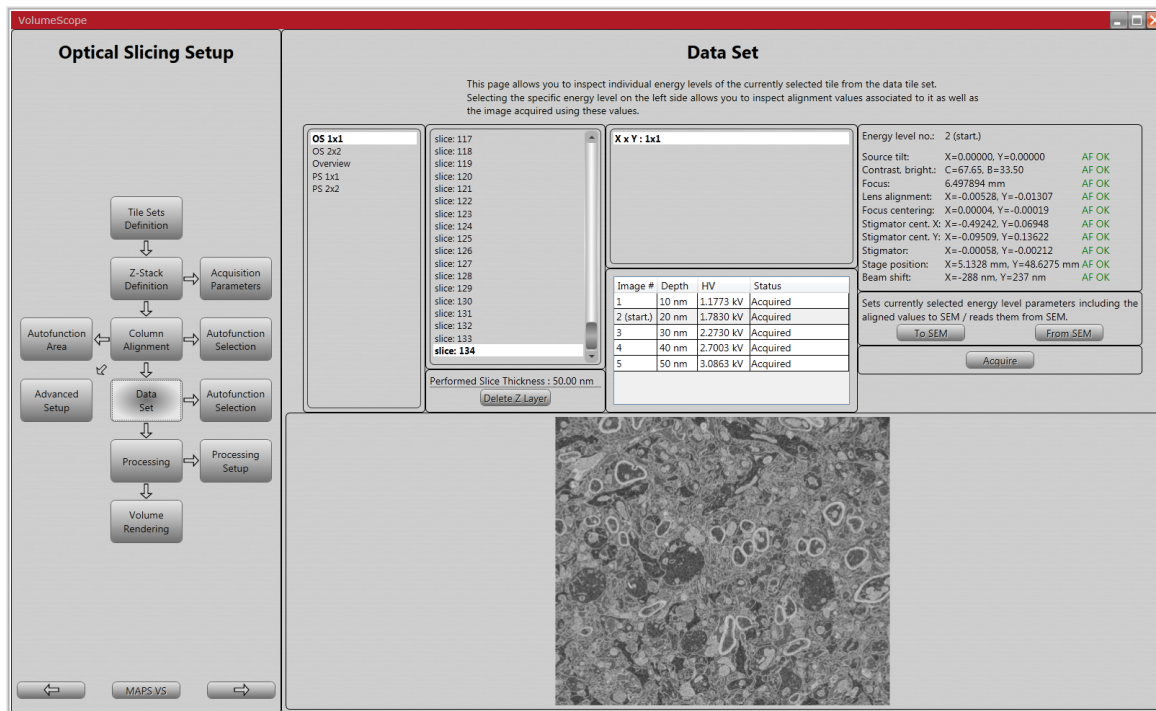 VolumeScope
Optical Slicing Setup
Tile Sets
Definition
Z-Stack
Definition
Acquisition
Parameters
Autofunction
Area
Column
Alignment
Autofunction
Selection
Advanced
Setup
Data
Set
Autofunction
Selection
Processing
Processing
Setup
Volume
Rendering
MAPS VS
Data Set
This page allows you to inspect individual energy levels of the currently selected tile from the data tile set.
Selecting the specific energy level on the left side allows you to inspect alignment values associated to it as well as
the image acquired using these values.
OS 1x1
OS 2x2
Overview
PS 1x1
PS 2x2
slice: 117
slice: 118
slice: 119
slice: 120
slice: 121
slice: 122
slice: 123
slice: 124
slice: 125
slice: 126
slice: 127
slice: 128
slice: 129
slice: 130
slice: 131
slice: 132
slice: 133
slice: 134
Performed Slice Thickness : 50.00 nm
Delete Z Layer
X x Y : 1x1
Image # Depth HV Status
1 10 nm 1.1773 kV Acquired
2 (start.) 20 nm 1.7830 kV Acquired
3 30 nm 2.2730 kV Acquired
4 40 nm 2.7003 kV Acquired
5 50 nm 3.0863 kV Acquired
Energy level no.: 2 (start.)
Source tilt: X=0.00000, Y=0.00000 AF OK
Contrast, bright.: C=67.65, B=33.50 AF OK
Focus: 6.497894 mm AF OK
Lens alignment: X=-0.00528, Y=-0.01307 AF OK
Focus centering: X=0.00004, Y=-0.00019 AF OK
Stigmator cent. X: X=-0.49242, Y=0.06948 AF OK
Stigmator cent. Y: X=-0.09509, Y=0.13622 AF OK
Stigmator: X=-0.00058, Y=-0.00212 AF OK
Stage position: X=5.1328 mm, Y=48.6275 mm AF OK
Beam shift: X=-288 nm, Y=237 nm AF OK
Sets currently selected energy level parameters including the
aligned values to SEM / reads them from SEM.
To SEM
From SEM
Acquire